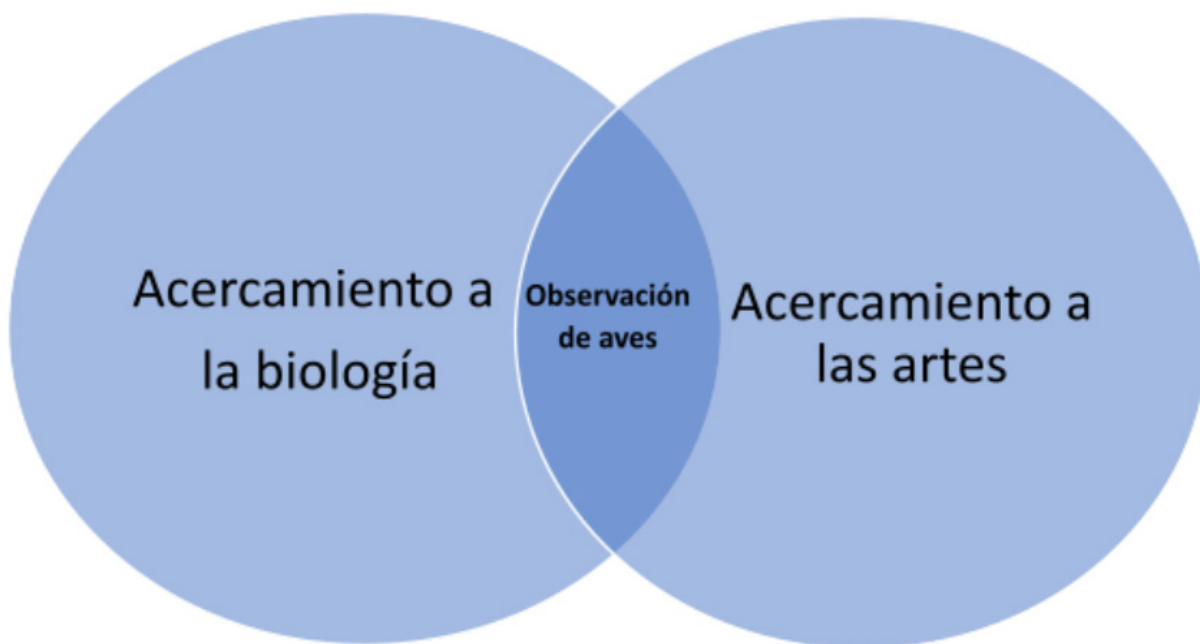 Acercamiento a
la biología
Observación
de aves
Acercamiento a
las artes